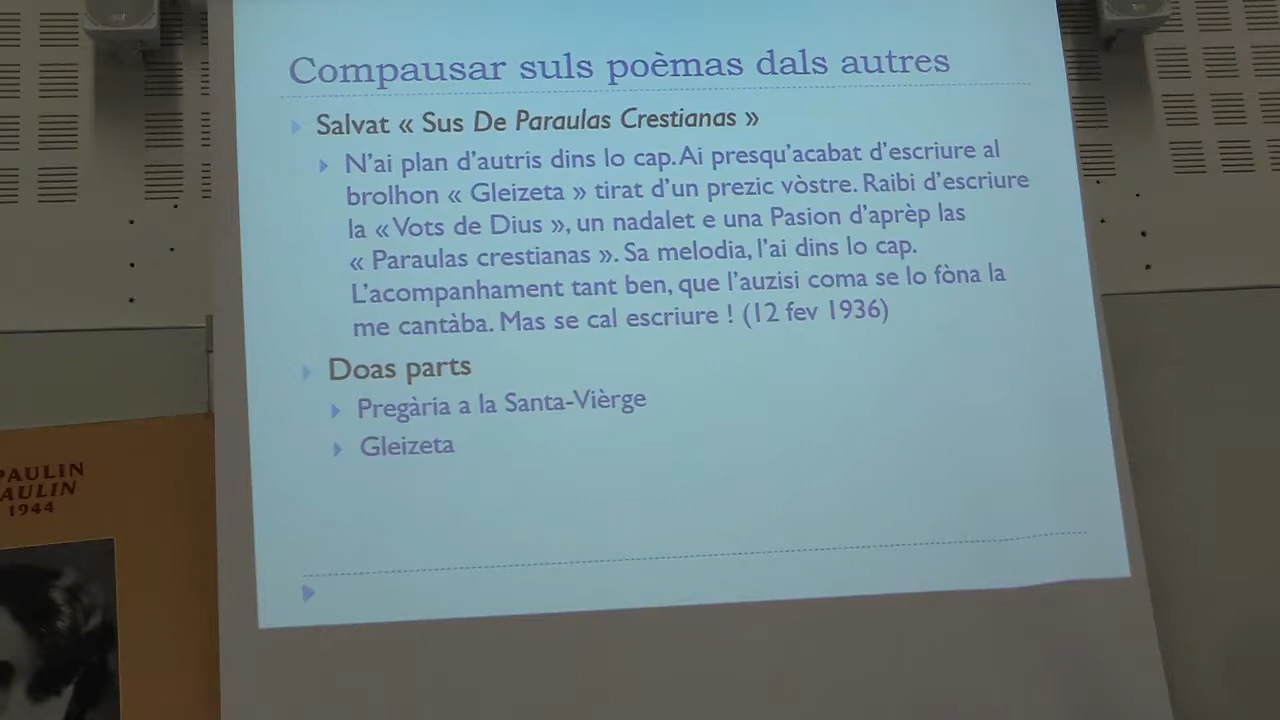 Compausar suls poèmas dals autres
Salvat « Sus De Paraulas Crestianas »
N'ai plan d'autris dins lo cap. Ai presqu'acabat d'escriure al
brolhon « Gleizeta » tirat d'un prezic vòstre. Raibi d'escriure
la « Vots de Dius », un nadalet e una Pasion d'aprèp las
« Paraulas crestianas ». Sa melodia, l'ai dins lo cap.
L'acompanhament tant ben, que l'auzisi coma se lo fòna la
me cantàba. Mas se cal escriure ! (12 fev 1936)
Doas parts
Pregària a la Santa-Vièrge
Gleizeta
PAULIN
AULIN
1944